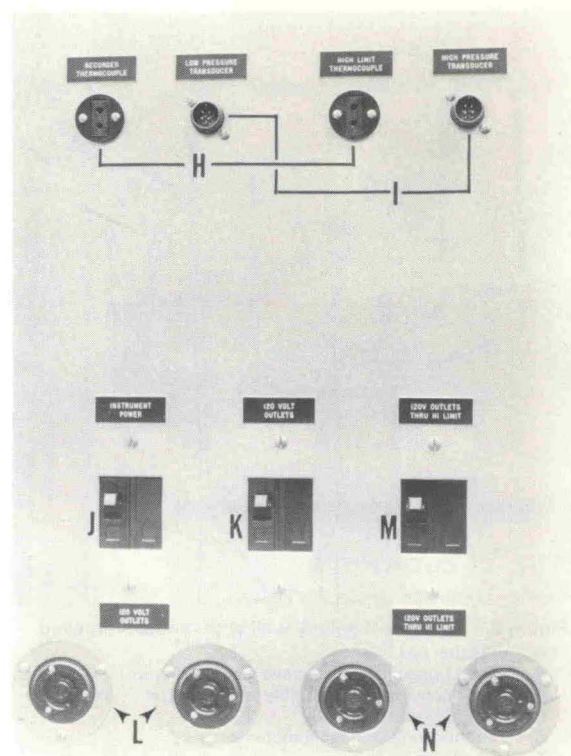 RECORDER
THERMOCOUPLE
LOW PRESSURE
TRANSDUCER
HIGH LIMIT
THERMOCOUPLE
HIGH PRESSURE
TRANSDUCER
H
I
INSTRUMENT
POWER
120 VOLT
OUTLETS
120V OUTLETS
THRU HI LIMIT
J
K
M
120 VOLT
OUTLETS
120V OUTLETS
THRU HI LIMIT
L
N